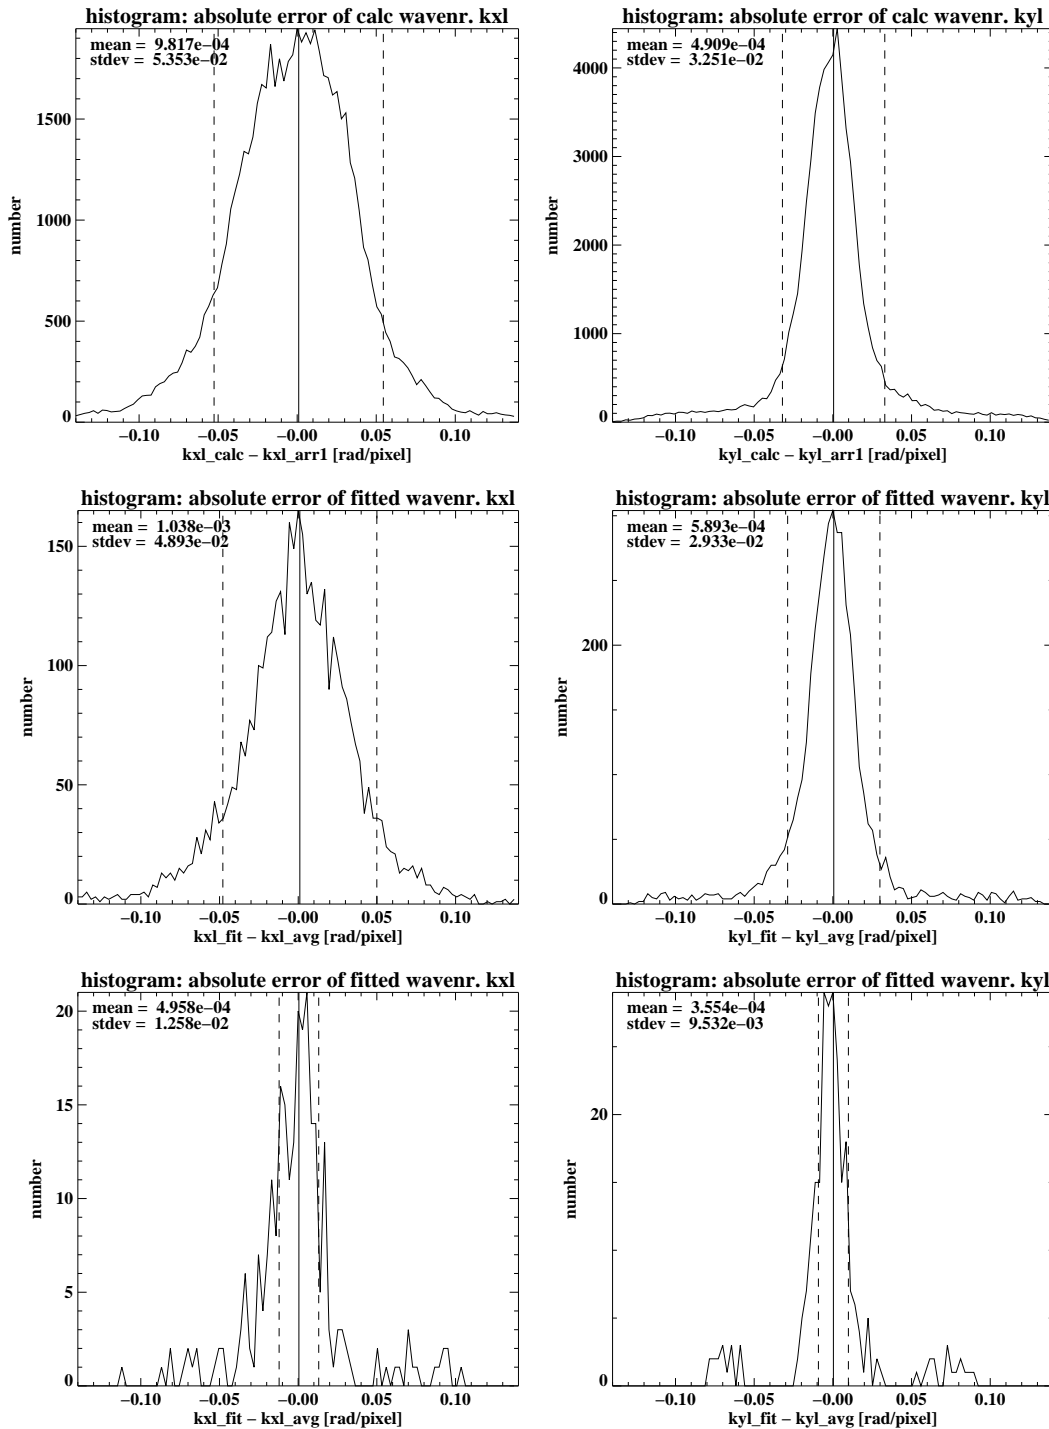 histogram: absolute error of calc wavenr. kxl
mean = 9.817e−04
stdev = 5.353e−02
number
1500
1000
500
0
−0.10
−0.05
−0.00
0.05
0.10
kxl_calc − kxl_arr1 [rad/pixel]
histogram: absolute error of calc wavenr. kyl
mean = 4.909e−04
stdev = 3.251e−02
number
4000
3000
2000
1000
0
−0.10
−0.05
−0.00
0.05
0.10
kyl_calc − kyl_arr1 [rad/pixel]
histogram: absolute error of fitted wavenr. kxl
mean = 1.038e−03
stdev = 4.893e−02
number
150
100
50
0
−0.10
−0.05
−0.00
0.05
0.10
kxl_fit − kxl_avg [rad/pixel]
histogram: absolute error of fitted wavenr. kyl
mean = 5.893e−04
stdev = 2.933e−02
number
200
0
−0.10
−0.05
−0.00
0.05
0.10
kyl_fit − kyl_avg [rad/pixel]
histogram: absolute error of fitted wavenr. kxl
mean = 4.958e−04
stdev = 1.258e−02
number
20
15
10
5
0
−0.10
−0.05
−0.00
0.05
0.10
kxl_fit − kxl_avg [rad/pixel]
histogram: absolute error of fitted wavenr. kyl
mean = 3.554e−04
stdev = 9.532e−03
number
20
0
−0.10
−0.05
−0.00
0.05
0.10
kyl_fit − kyl_avg [rad/pixel]